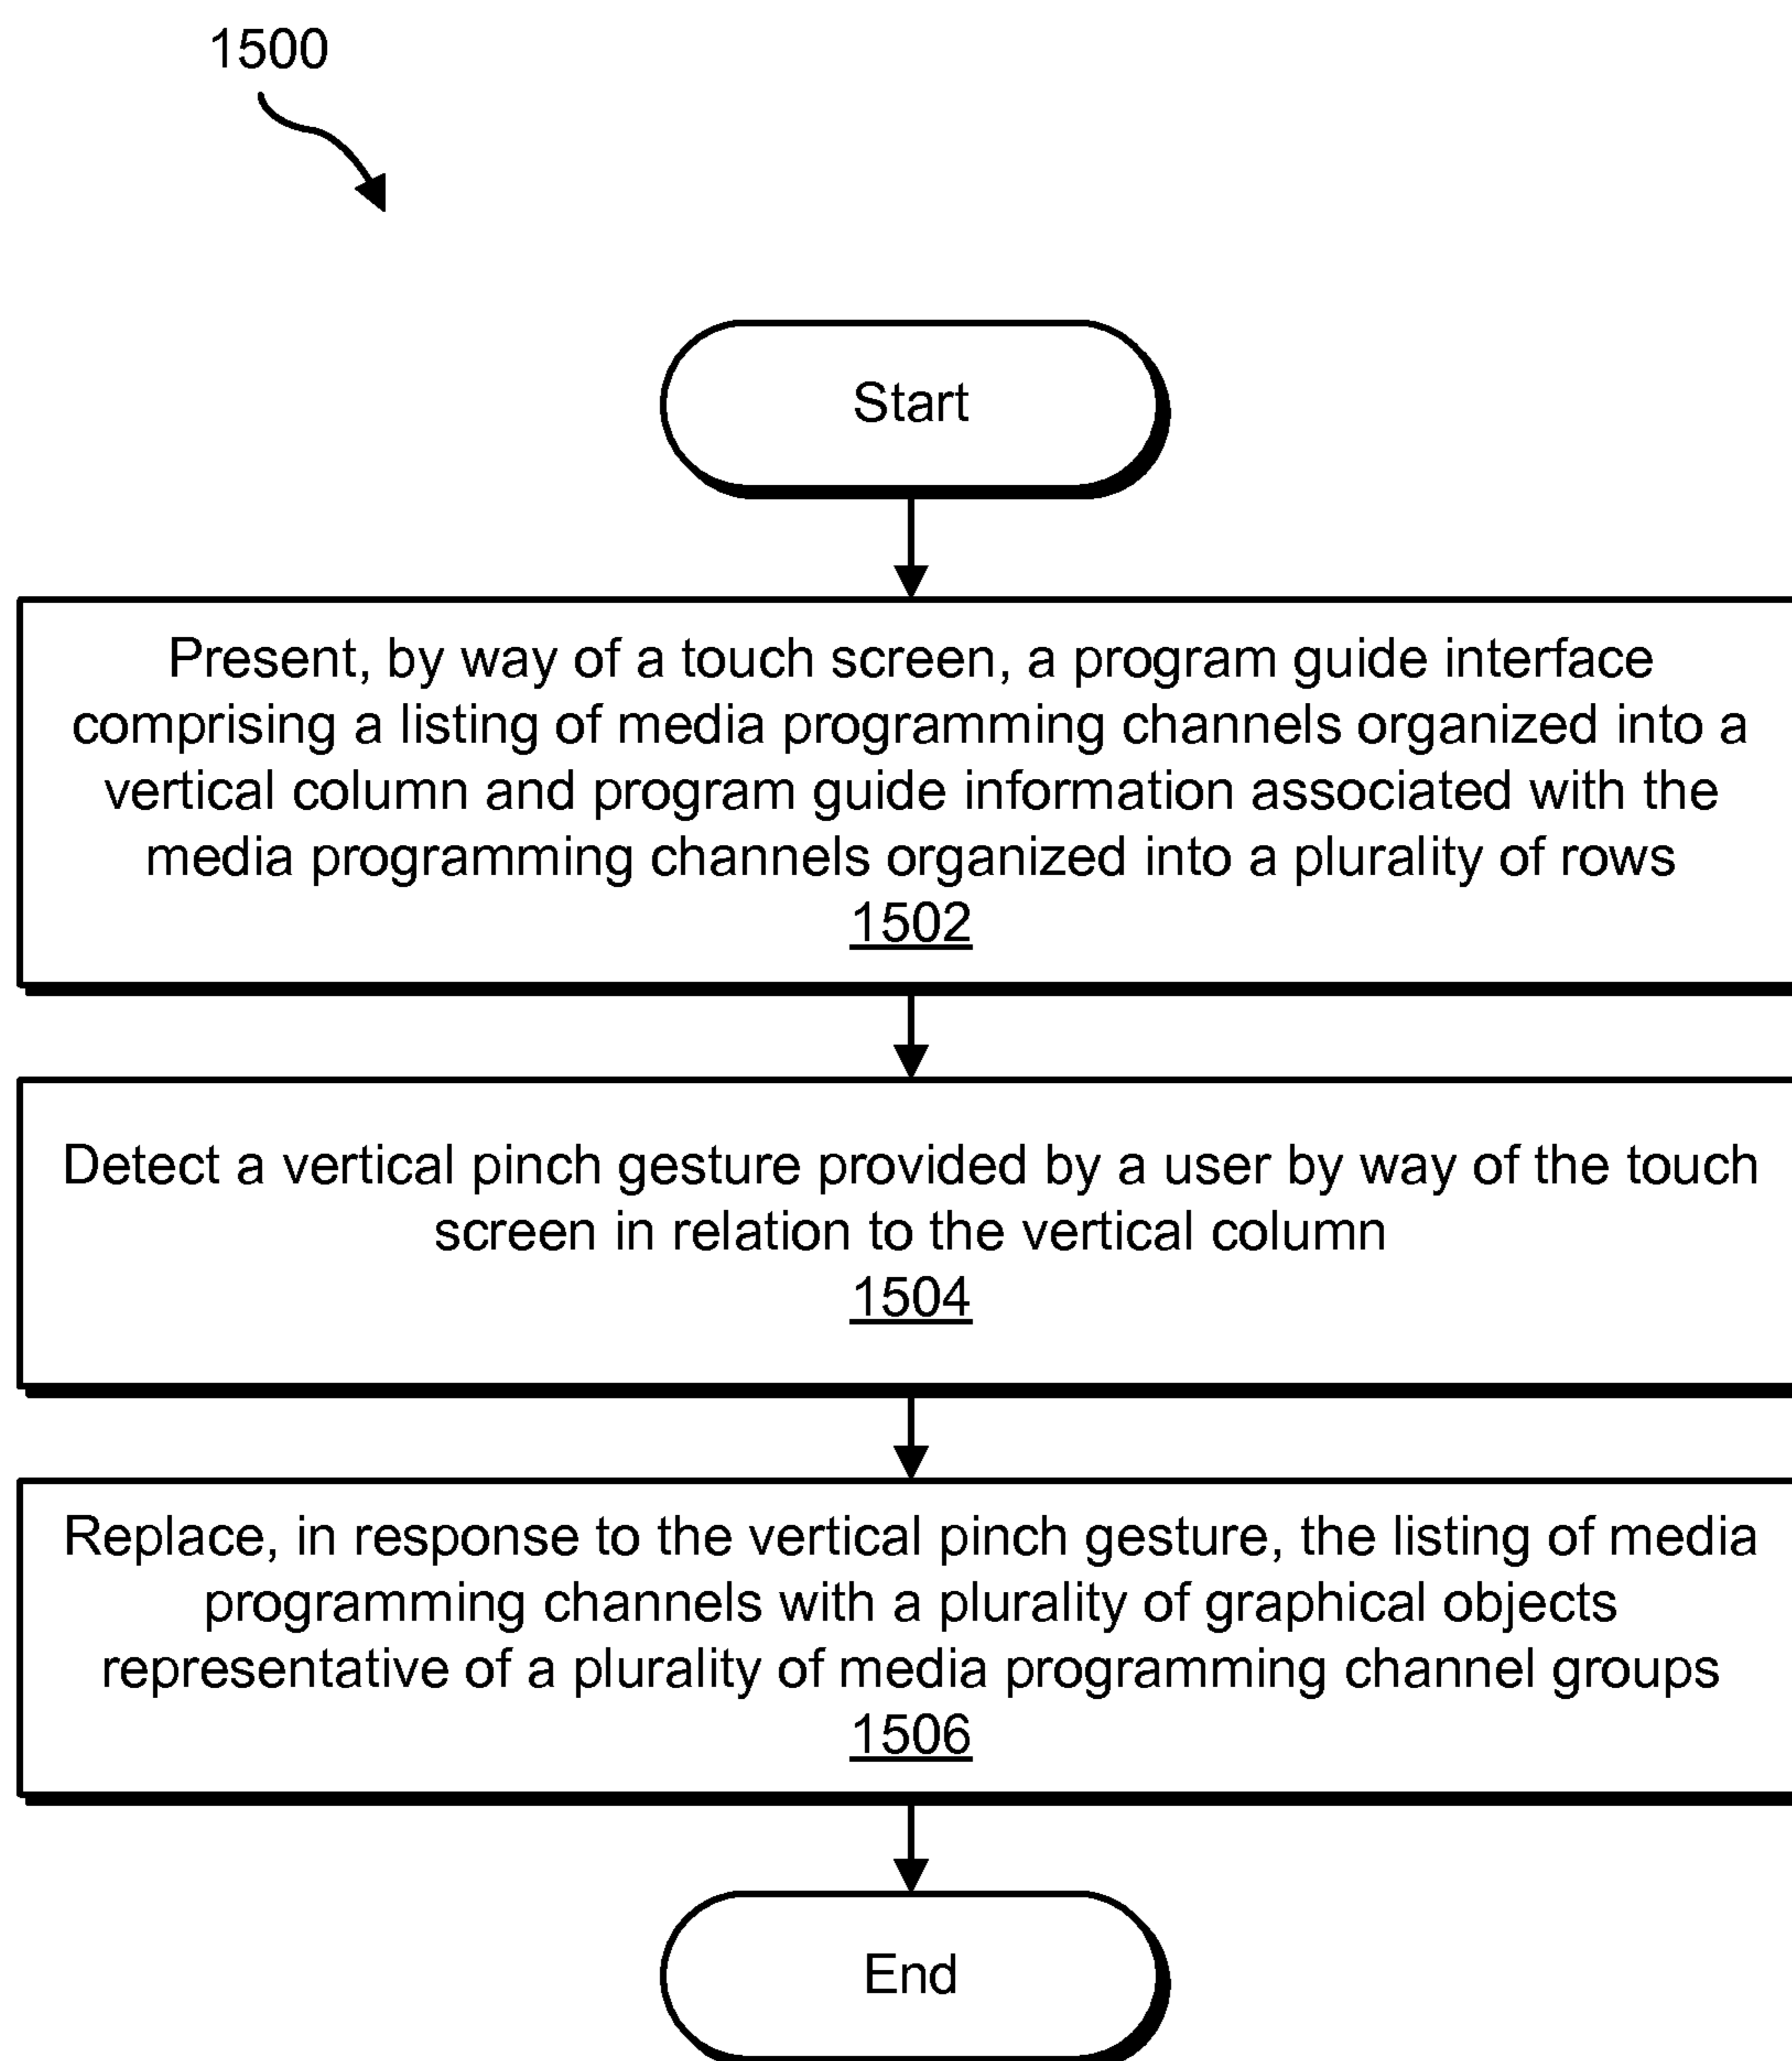 1500
Start
Present, by way of a touch screen, a program guide interface
comprising a listing of media programming channels organized into a
vertical column and program guide information associated with the
media programming channels organized into a plurality of rows
1502
Detect a vertical pinch gesture provided by a user by way of the touch
screen in relation to the vertical column
1504
Replace, in response to the vertical pinch gesture, the listing of media
programming channels with a plurality of graphical objects
representative of a plurality of media programming channel groups
1506
End